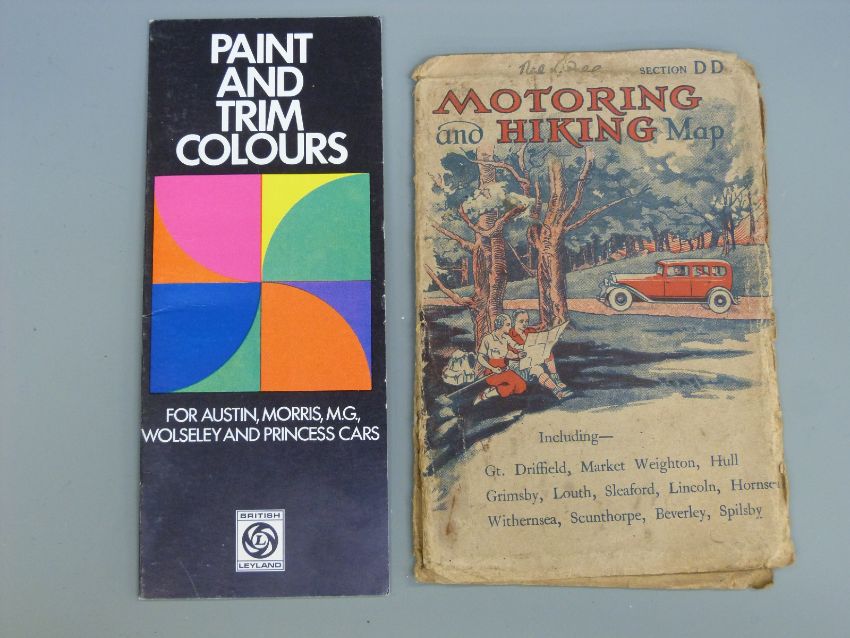 PAINT
AND
TRIM
COLOURS
FOR AUSTIN, MORRIS, M.G.,
WOLSELEY AND PRINCESS CARS
BRITISH
L
LEYLAND
SECTION DD
MOTORING
and HIKING Map
Including—
Gt. Driffield, Market Weighton, Hull
Grimsby, Louth, Sleaford, Lincoln, Hornse
Withernsea, Scunthorpe, Beverley, Spilsby